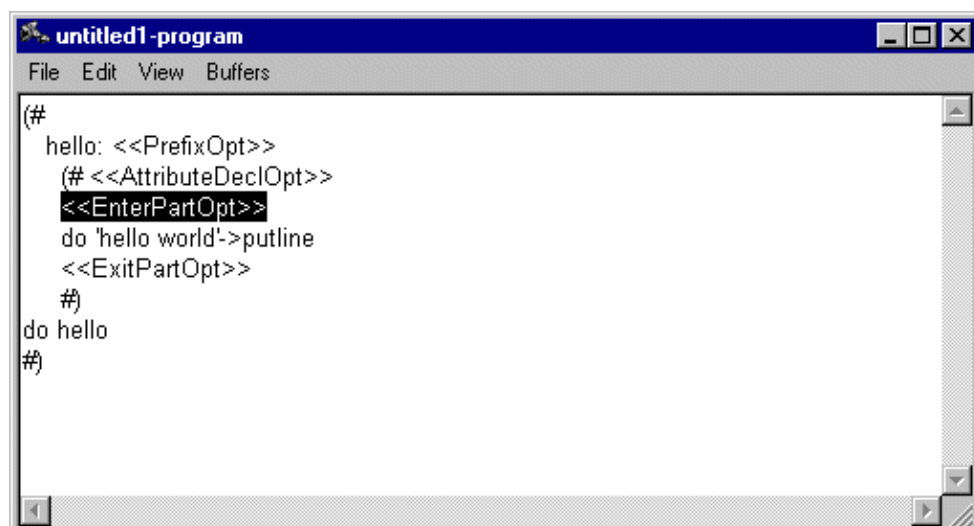 untitled1-program
File Edit View Buffers
(#
hello: <<PrefixOpt>>
(# <<AttributeDeclOpt>>
<<EnterPartOpt>>
do 'hello world'->putline
<<ExitPartOpt>>
#)
do hello
#)